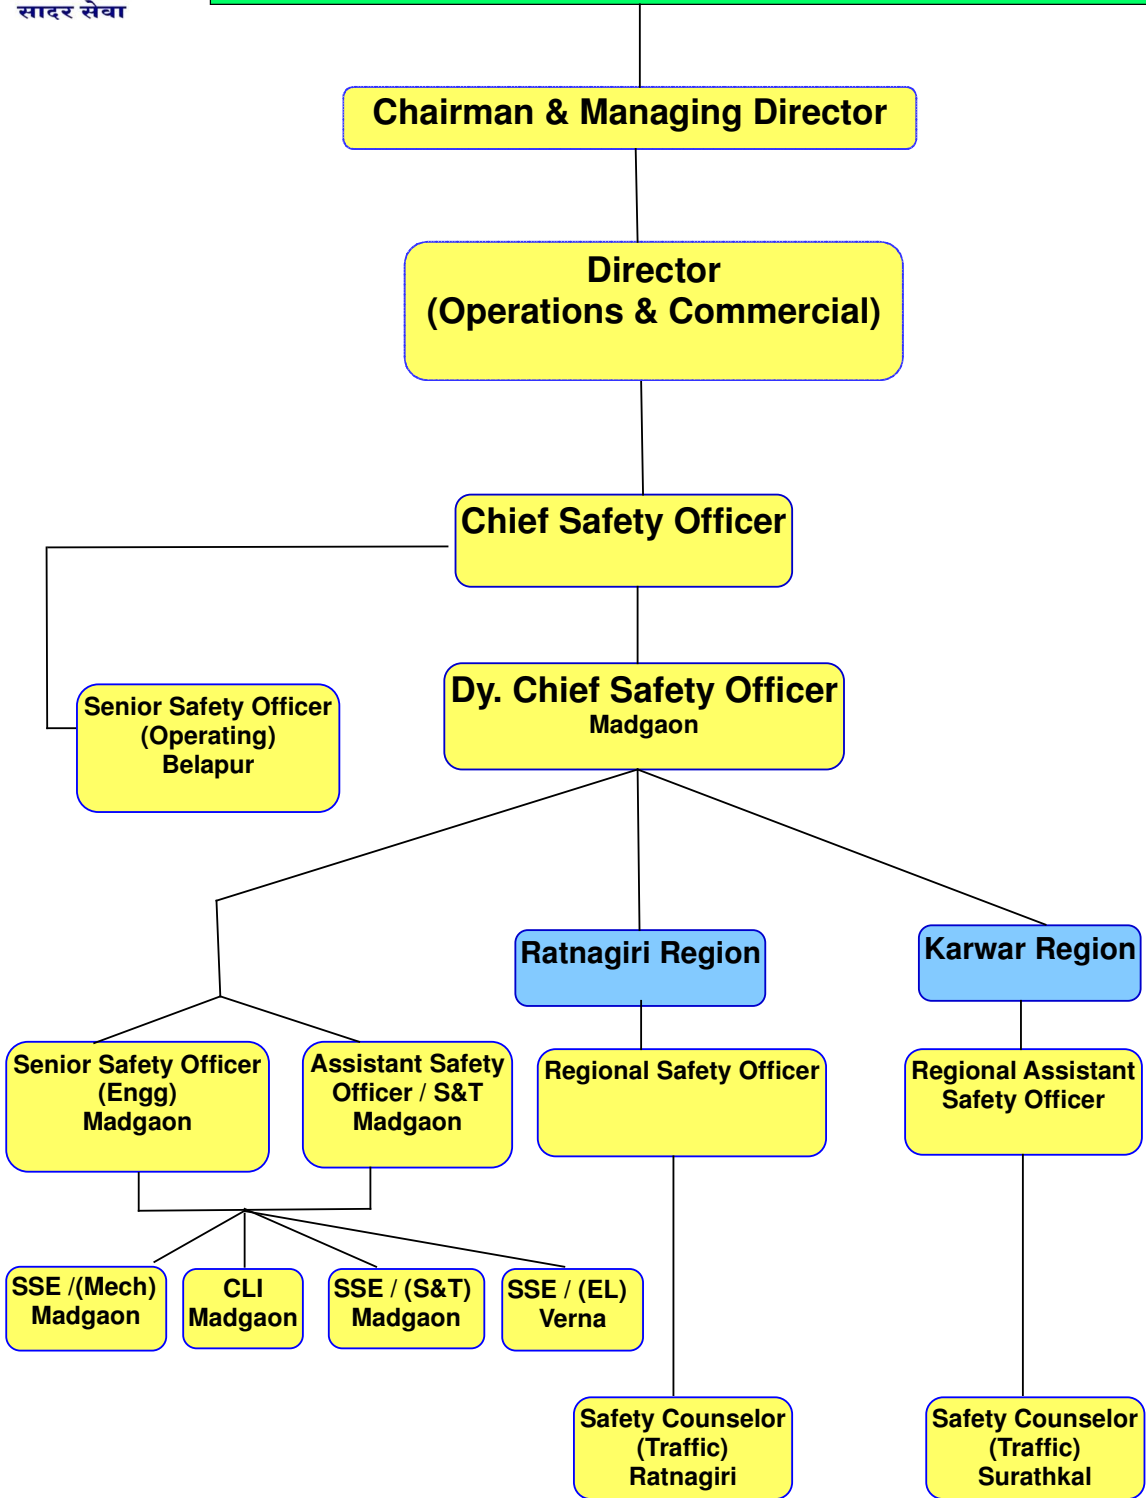 सादर सेवा
Chairman & Managing Director
Director
(Operations & Commercial)
Chief Safety Officer
Dy. Chief Safety Officer
Madgaon
Senior Safety Officer
(Operating)
Belapur
Ratnagiri Region
Karwar Region
Senior Safety Officer
(Engg)
Madgaon
Assistant Safety
Officer / S&T
Madgaon
Regional Safety Officer
Regional Assistant
Safety Officer
SSE /(Mech)
Madgaon
CLI
Madgaon
SSE / (S&T)
Madgaon
SSE / (EL)
Verna
Safety Counselor
(Traffic)
Ratnagiri
Safety Counselor
(Traffic)
Surathkal